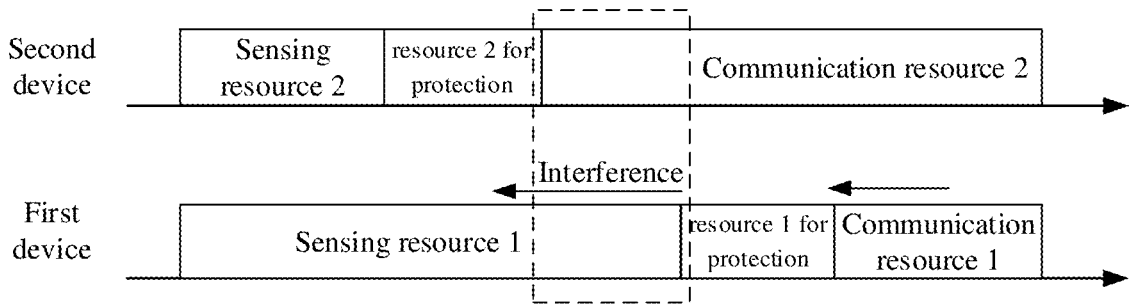 Second
device
Sensing
resource 2
resource 2 for
protection
Communication resource 2
Interference
First
device
Sensing resource 1
resource 1 for
protection
Communication
resource 1